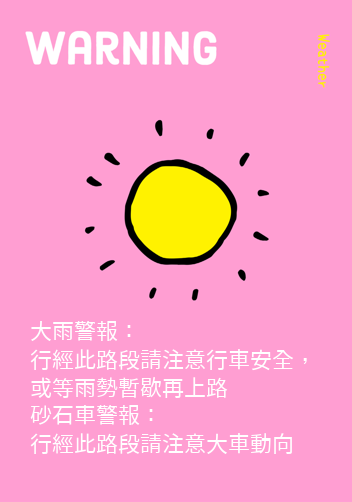 WARNING
Weather
大雨警報：
行經此路段請注意行車安全，
或等雨勢暫歇再上路
砂石車警報：
行經此路段請注意大車動向